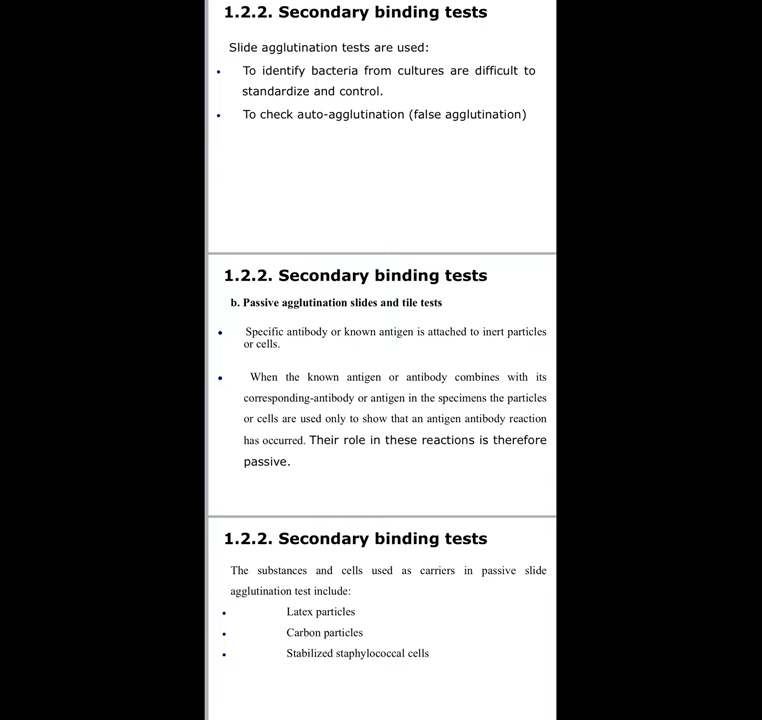 1.2.2. Secondary binding tests
Slide agglutination tests are used:
• To identify bacteria from cultures are difficult to
standardize and control.
• To check auto-agglutination (false agglutination)
1.2.2. Secondary binding tests
b. Passive agglutination slides and tile tests
• Specific antibody or known antigen is attached to inert particles
or cells.
• When the known antigen or antibody combines with its
corresponding-antibody or antigen in the specimens the particles
or cells are used only to show that an antigen antibody reaction
has occurred. Their role in these reactions is therefore
passive.
1.2.2. Secondary binding tests
The substances and cells used as carriers in passive slide
agglutination test include:
• Latex particles
• Carbon particles
• Stabilized staphylococcal cells